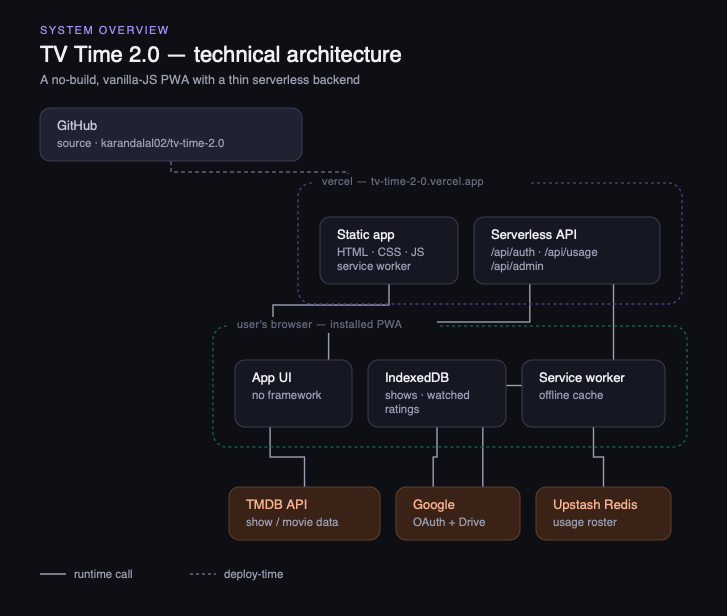 SYSTEM OVERVIEW
TV Time 2.0 — technical architecture
A no-build, vanilla-JS PWA with a thin serverless backend
GitHub
source · karandalal02/tv-time-2.0
vercel — tv-time-2-0.vercel.app
Static app
HTML · CSS · JS
service worker
Serverless API
/api/auth · /api/usage
/api/admin
user's browser — installed PWA
App UI
no framework
IndexedDB
shows · watched
ratings
Service worker
offline cache
TMDB API
show / movie data
Google
OAuth + Drive
Upstash Redis
usage roster
runtime call
deploy-time